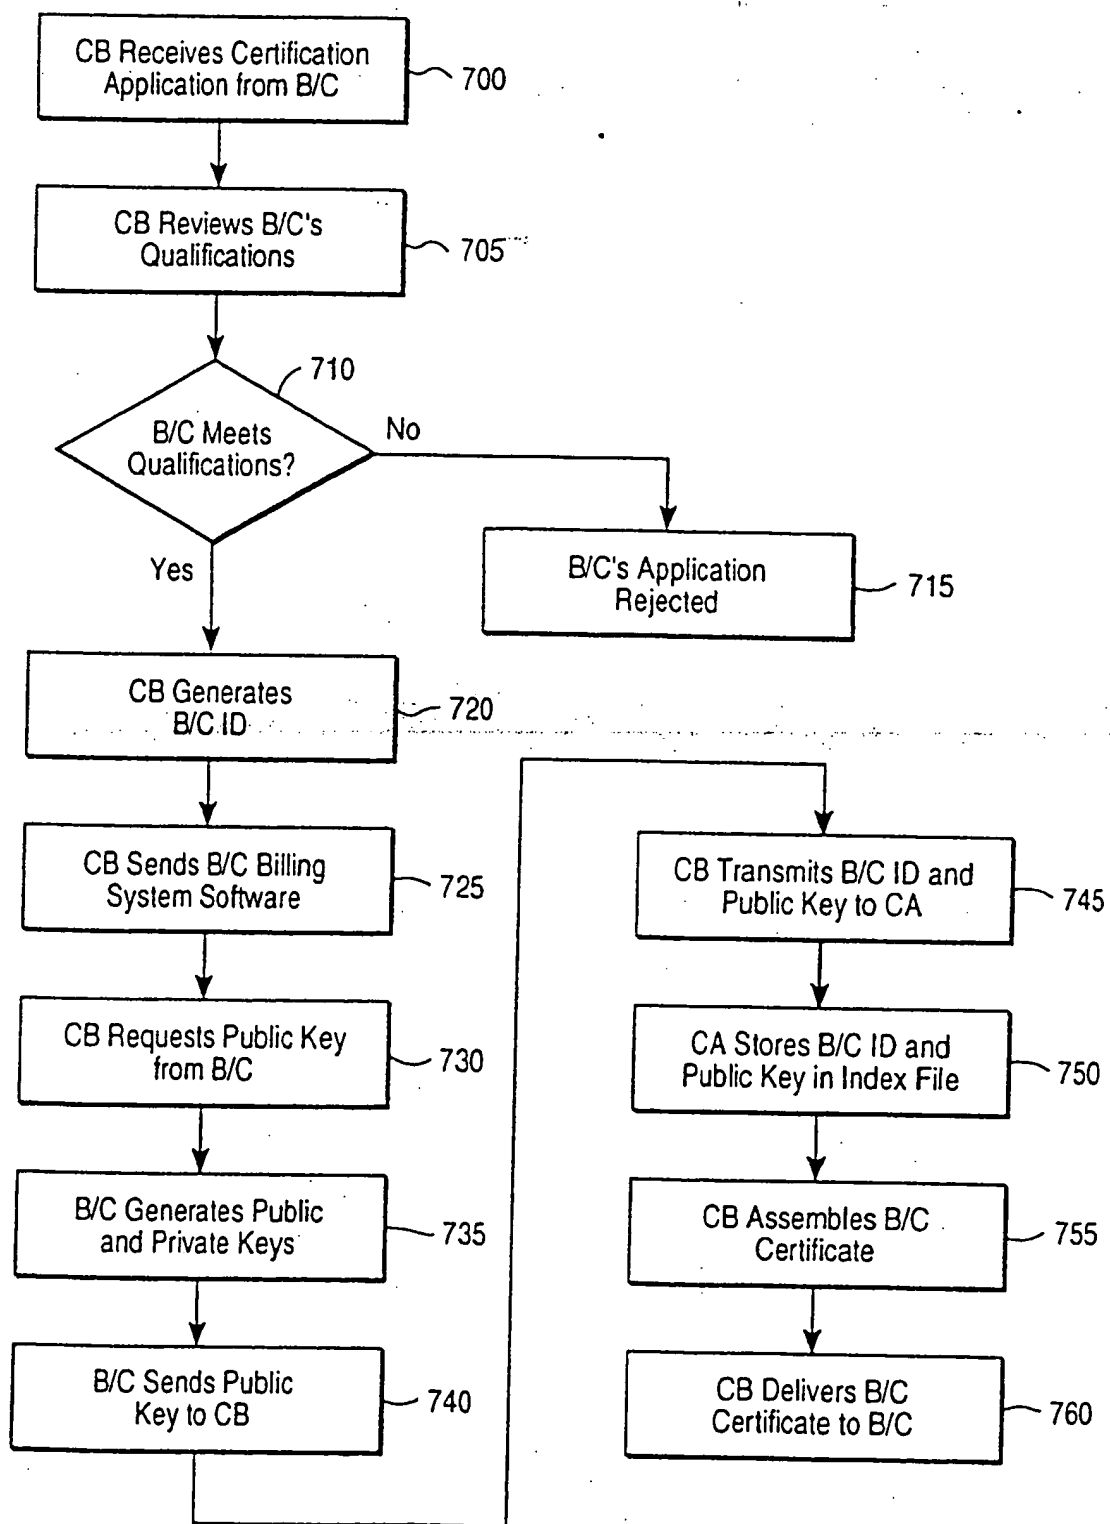 CB Receives Certification
Application from B/C
700
CB Reviews B/C's
Qualifications
705
710
B/C Meets
Qualifications?
No
Yes
B/C's Application
Rejected
715
CB Generates
B/C ID
720
CB Sends B/C Billing
System Software
725
CB Requests Public Key
from B/C
730
B/C Generates Public
and Private Keys
735
B/C Sends Public
Key to CB
740
CB Transmits B/C ID and
Public Key to CA
745
CA Stores B/C ID and
Public Key in Index File
750
CB Assembles B/C
Certificate
755
CB Delivers B/C
Certificate to B/C
760